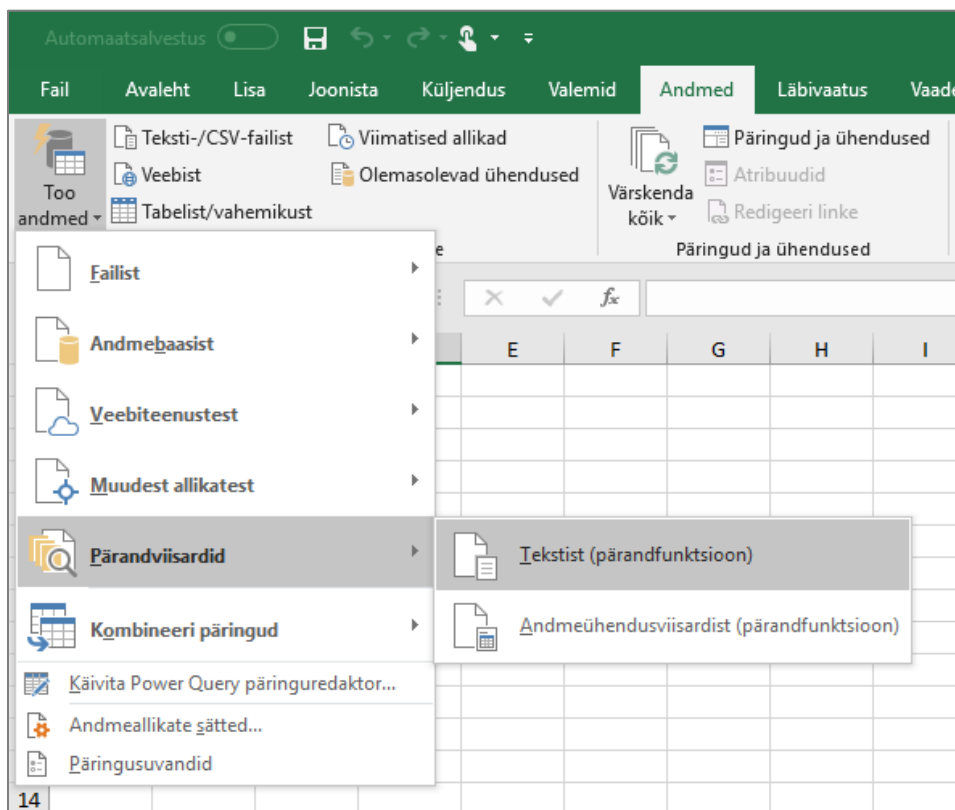 Automaatsalvestus
Fail Avaleht Lisa Joonista Küljendus Valemid Andmed Läbivaatus
Too andmed
Teksti-/CSV-failist
Veebist
Tabelist/vahemikust
Viimatised allikad
Olemasolevad ühendused
Värskenda kõik
Päringud ja ühendused
Atribuudid
Redigeeri linke
Päringud ja ühendused
fx
E F G H I
Failist
Andmebaasist
Veebiteenustest
Muudest allikatest
Pärandviisardid
Tekstist (pärandfunktsioon)
Andmeühendusviisardist (pärandfunktsioon)
Kombineeri päringud
Käivita Power Query päringuredaktor...
Andmeallikate sätted...
Päringusuvandid
14